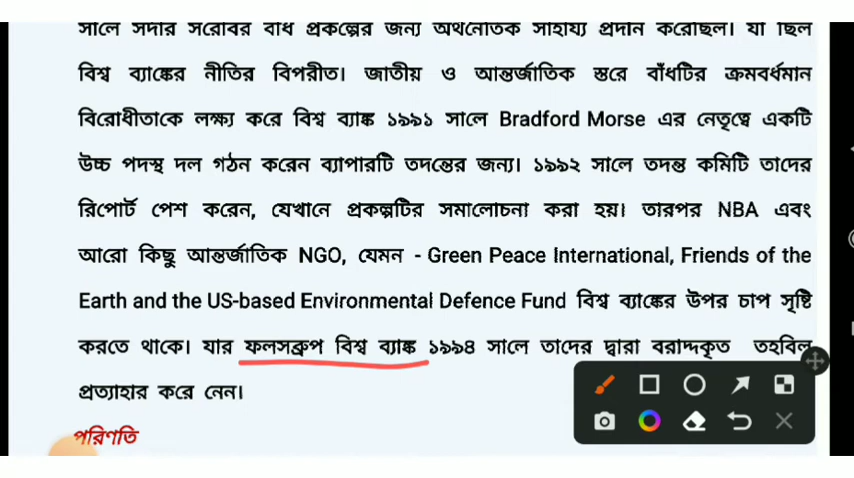 সালে সর্দার সরোবর বাঁধ প্রকল্পের জন্য অর্থনৈতিক সাহায্য প্রদান করেছিল। যা ছিল
বিশ্ব ব্যাঙ্কের নীতির বিপরীত। জাতীয় ও আন্তর্জাতিক স্তরে বাঁধটির ক্রমবর্ধমান
বিরোধীতাকে লক্ষ্য করে বিশ্ব ব্যাঙ্ক ১৯৯১ সালে Bradford Morse এর নেতৃত্বে একটি
উচ্চ পদস্থ দল গঠন করেন ব্যাপারটি তদন্তের জন্য। ১৯৯২ সালে তদন্ত কমিটি তাদের
রিপোর্ট পেশ করেন, যেখানে প্রকল্পটির সমালোচনা করা হয়। তারপর NBA এবং
আরো কিছু আন্তর্জাতিক NGO, যেমন - Green Peace International, Friends of the
Earth and the US-based Environmental Defence Fund বিশ্ব ব্যাঙ্কের উপর চাপ সৃষ্টি
করতে থাকে। যার ফলসব্রুপ বিশ্ব ব্যাঙ্ক ১৯৯৪ সালে তাদের দ্বারা বরাদ্দকৃত তহবিল
প্রত্যাহার করে নেন।
পরিণতি